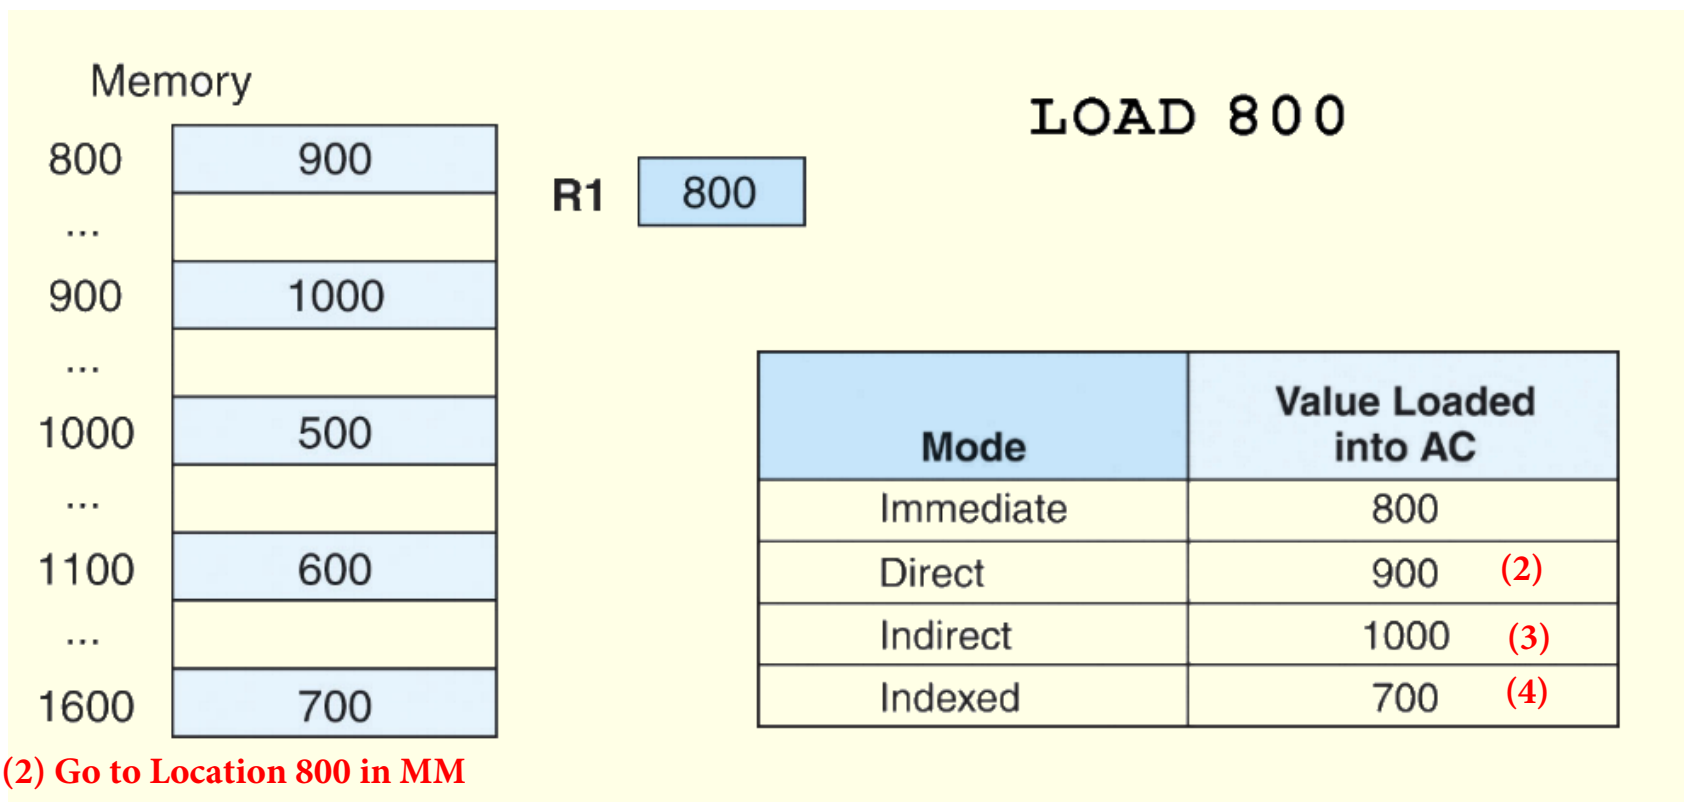 Memory
LOAD 800
800 900
R1 800
...
900 1000
...
1000 500
...
1100 600
...
1600 700
Mode Value Loaded into AC
Immediate 800
Direct 900 (2)
Indirect 1000 (3)
Indexed 700 (4)
(2) Go to Location 800 in MM